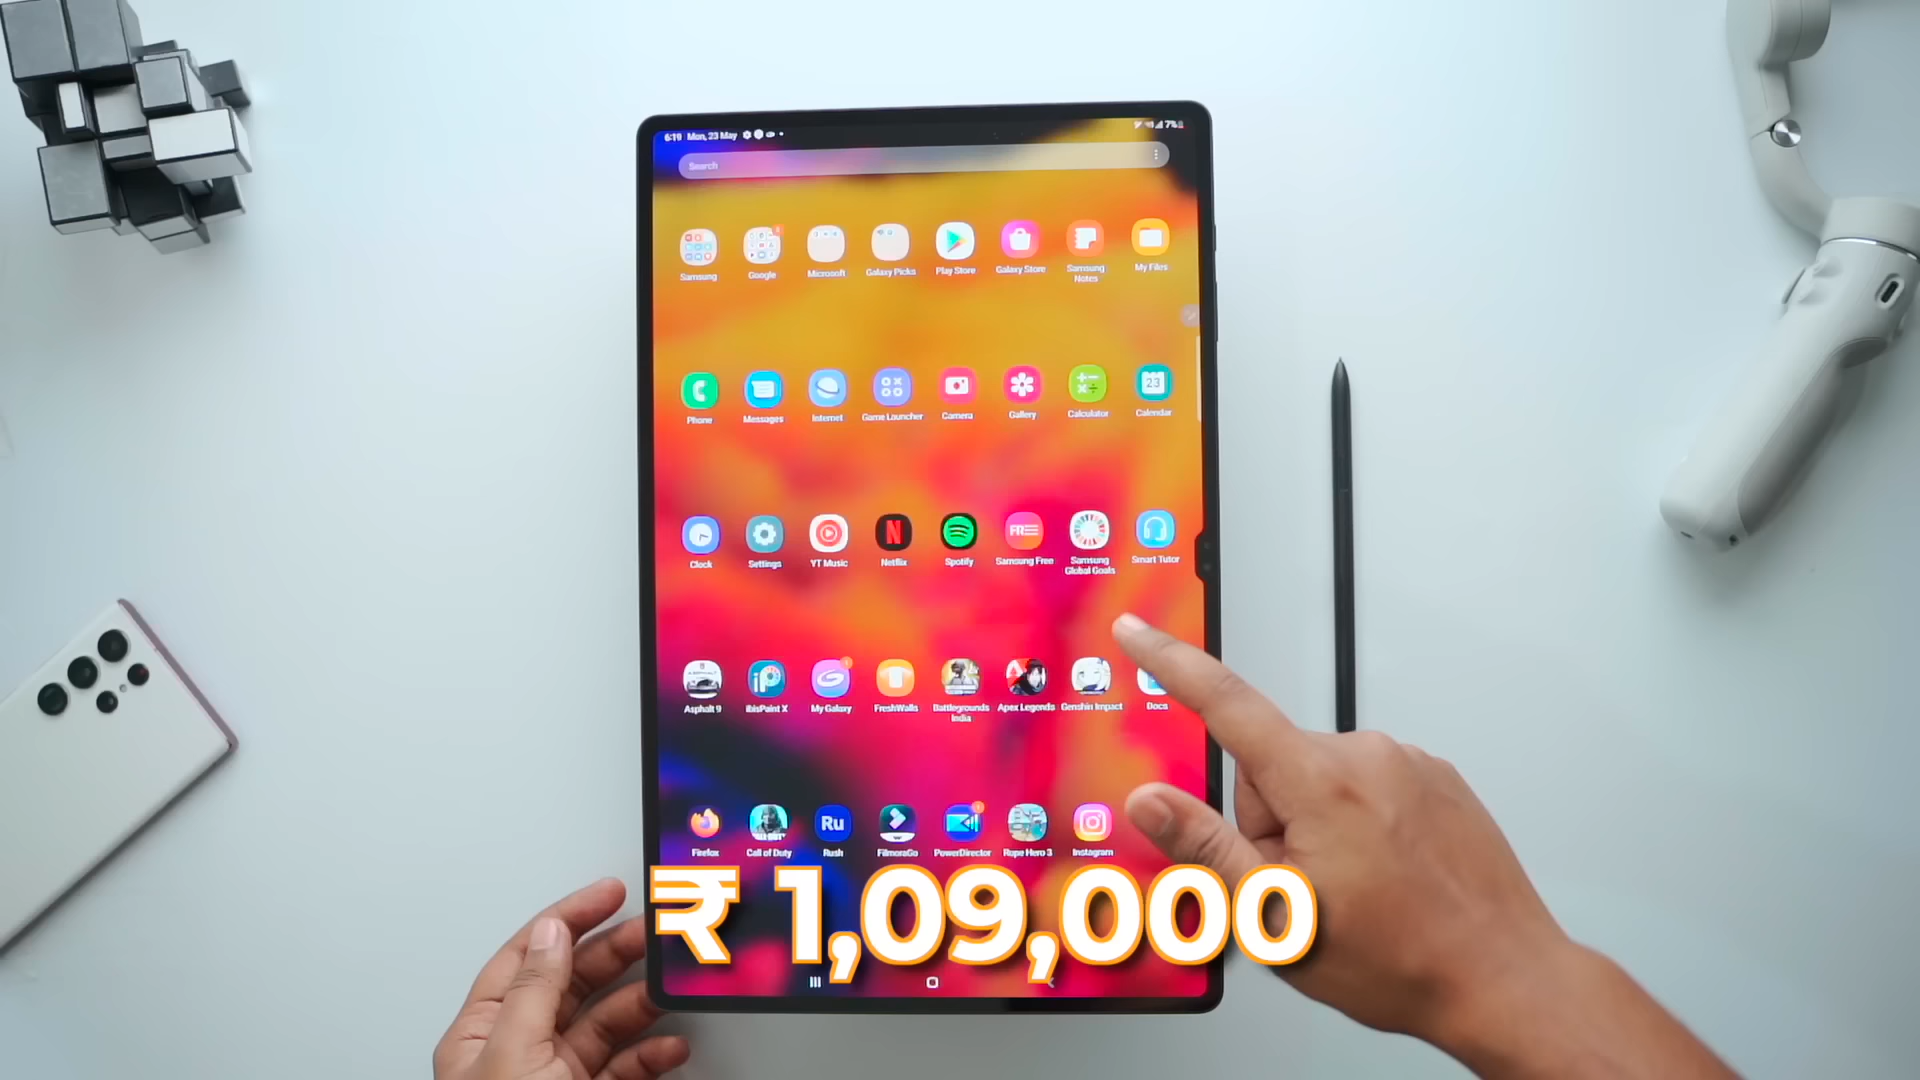 6:19 Mon, 23 May
7%
Search
Samsung Google Microsoft Galaxy Picks Play Store Galaxy Store Samsung Notes My Files
Phone Messages Internet Game Launcher Camera Gallery Calculator Calendar
23
Clock Settings YT Music Netflix Spotify Samsung Free Samsung Global Goals Smart Tutor
N
FREE
Asphalt 9 ibisPaint X My Galaxy FreshWalls Battlegrounds India Apex Legends Genshin Impact Docs
iP
Firefox Call of Duty Rush FilmoraGo PowerDirector Rope Hero 3 Instagram
Ru
₹ 1,09,000